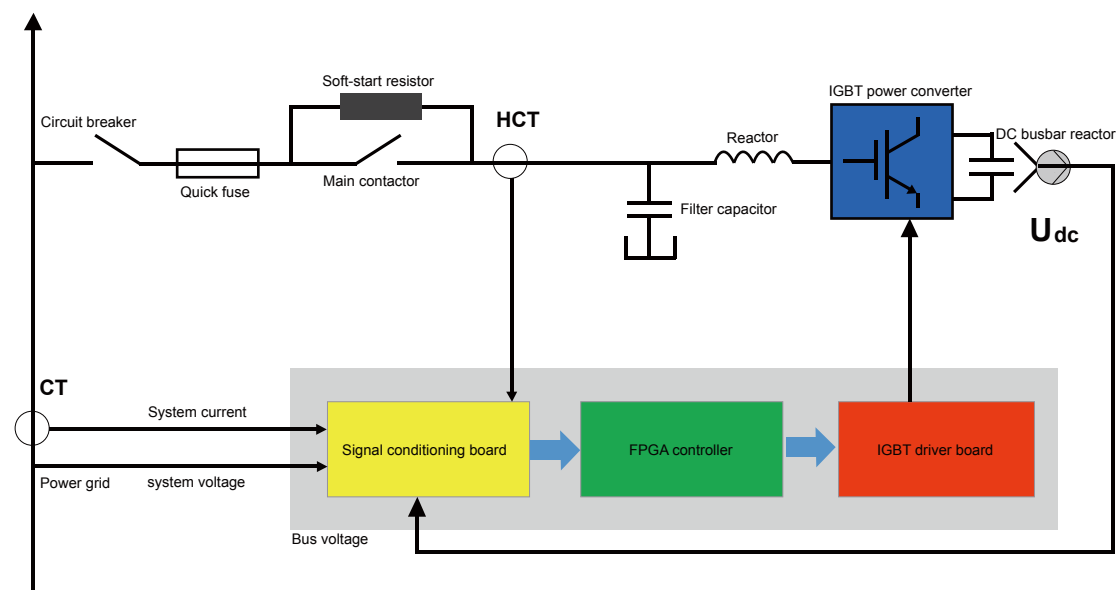 Soft-start resistor
IGBT power converter
Circuit breaker
HCT
Reactor
DC busbar reactor
Quick fuse
Main contactor
Filter capacitor
Udc
CT
System current
Signal conditioning board
FPGA controller
IGBT driver board
Power grid
system voltage
Bus voltage